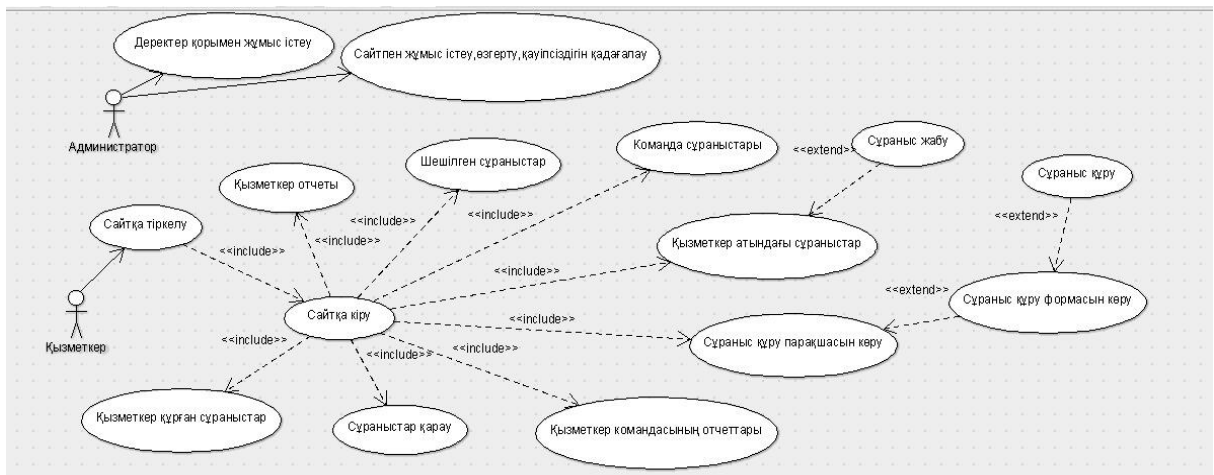 Деректер қорымен жұмыс істеу
Сайтпен жұмыс істеу,өзгерту,қауіпсіздігін қадағалау
Администратор
Шешілген сұраныстар
Команда сұраныстары
Сұраныс жабу
<<extend>>
Сұраныс құру
Қызметкер отчеты
<<include>>
<<include>>
<<extend>>
Сайтқа тіркелу
<<include>>
<<include>>
Қызметкер атындағы сұраныстар
<<include>>
<<extend>>
Сұраныс құру формасын көру
Сайтқа кіру
<<include>>
Қызметкер
<<include>>
<<include>>
<<include>>
Сұраныс құру парақшасын көру
Қызметкер құрған сұраныстар
Сұраныстар қарау
Қызметкер командасының отчеттары